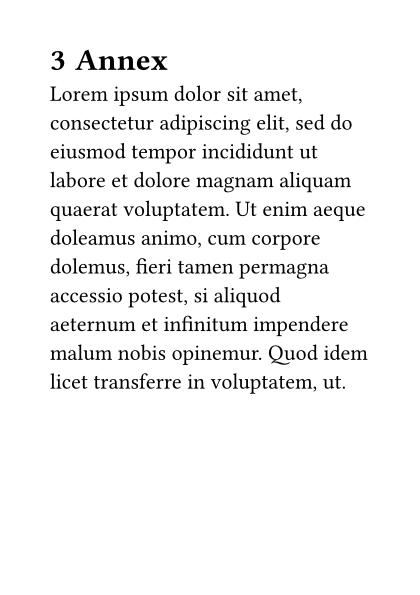 3 Annex
Lorem ipsum dolor sit amet,
consectetur adipiscing elit, sed do
eiusmod tempor incididunt ut
labore et dolore magnam aliquam
quaerat voluptatem. Ut enim aeque
doleamus animo, cum corpore
dolemus, fieri tamen permagna
accessio potest, si aliquod
aeternum et infinitum impendere
malum nobis opinemur. Quod idem
licet transferre in voluptatem, ut.